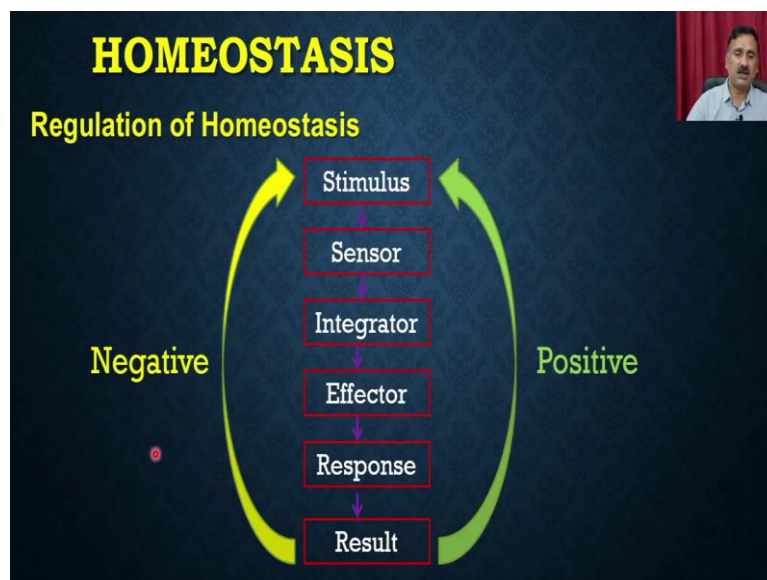 HOMEOSTASIS
Regulation of Homeostasis
Stimulus
Sensor
Integrator
Negative
Positive
Effector
Response
Result